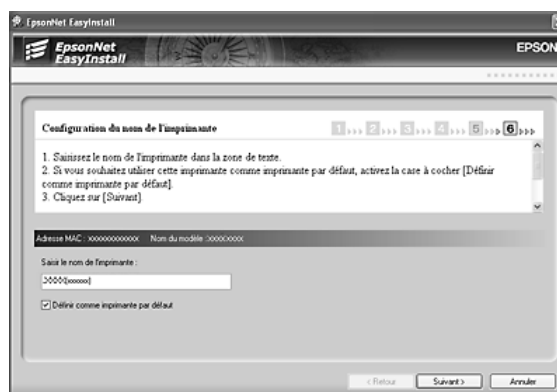 EpsonNet EasyInstall
EpsonNet
EasyInstall
EPSON
Configuration du nom de l'imprimante
1 2 3 4 5 6
1. Saisissez le nom de l'imprimante dans la zone de texte.
2. Si vous souhaitez utiliser cette imprimante comme imprimante par défaut, activez la case à cocher [Définir
comme imprimante par défaut].
3. Cliquez sur [Suivant].
Adresse MAC : xxxxxxxxxxxx Nom du modèle :
Saisir le nom de l'imprimante :
Définir comme imprimante par défaut
< Retour Suivant > Annuler